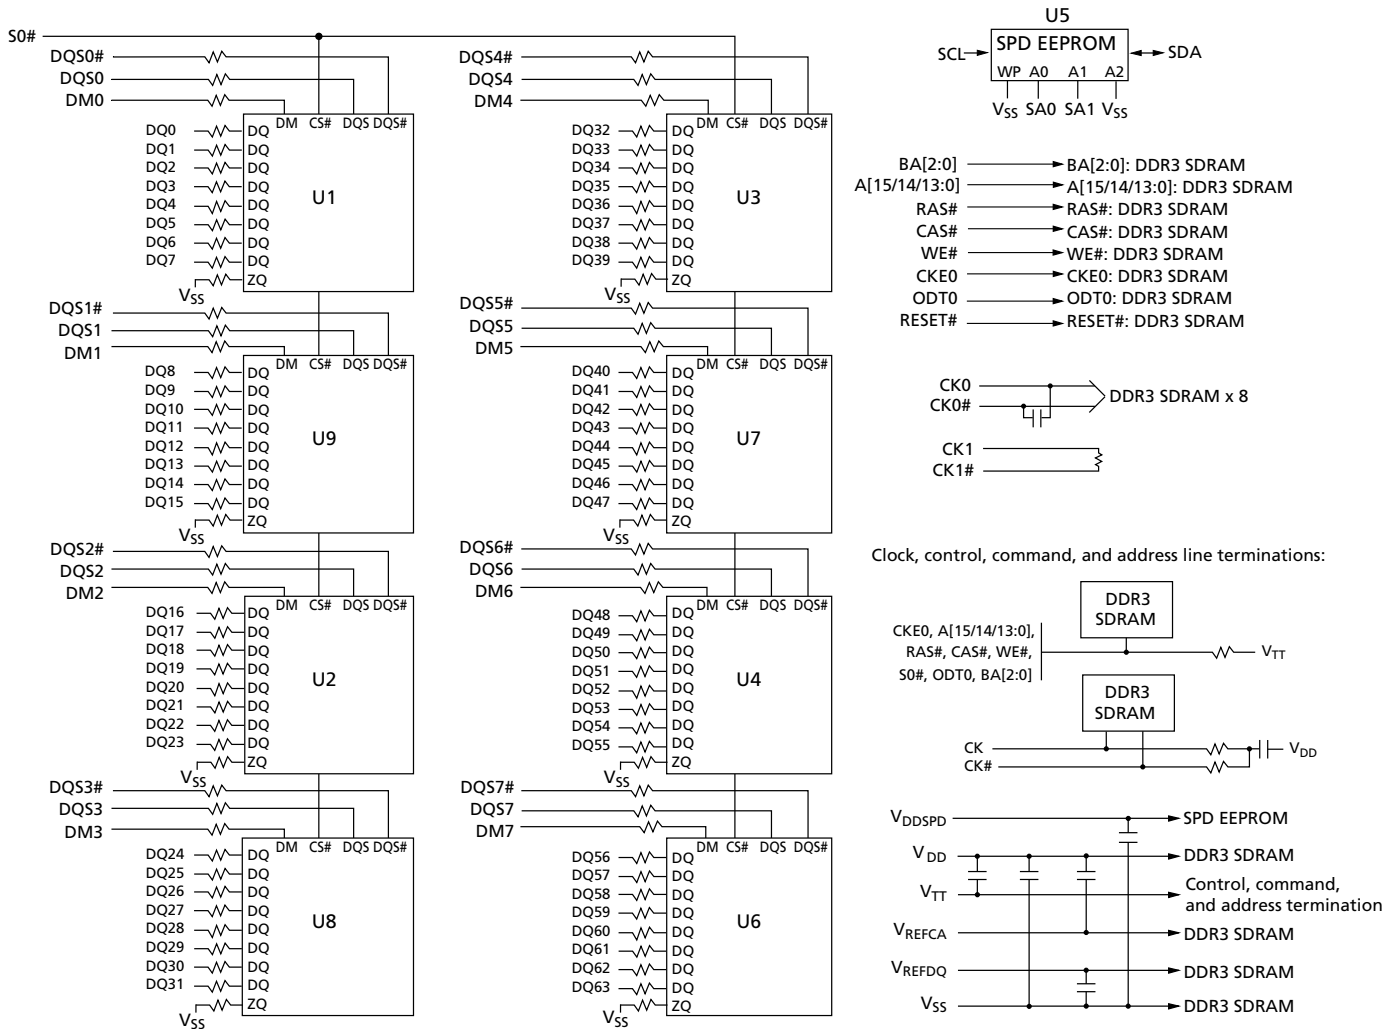 S0#
DQS0#
DQS0
DM0
DM CS# DQS DQS#
DQ0 DQ
DQ1 DQ
DQ2 DQ
DQ3 DQ
DQ4 DQ
DQ5 DQ
DQ6 DQ
DQ7 DQ
VSS ZQ
U1
DQS1#
DQS1
DM1
DM CS# DQS DQS#
DQ8 DQ
DQ9 DQ
DQ10 DQ
DQ11 DQ
DQ12 DQ
DQ13 DQ
DQ14 DQ
DQ15 DQ
VSS ZQ
U9
DQS2#
DQS2
DM2
DM CS# DQS DQS#
DQ16 DQ
DQ17 DQ
DQ18 DQ
DQ19 DQ
DQ20 DQ
DQ21 DQ
DQ22 DQ
DQ23 DQ
VSS ZQ
U2
DQS3#
DQS3
DM3
DM CS# DQS DQS#
DQ24 DQ
DQ25 DQ
DQ26 DQ
DQ27 DQ
DQ28 DQ
DQ29 DQ
DQ30 DQ
DQ31 DQ
VSS ZQ
U8
DQS4#
DQS4
DM4
DM CS# DQS DQS#
DQ32 DQ
DQ33 DQ
DQ34 DQ
DQ35 DQ
DQ36 DQ
DQ37 DQ
DQ38 DQ
DQ39 DQ
VSS ZQ
U3
DQS5#
DQS5
DM5
DM CS# DQS DQS#
DQ40 DQ
DQ41 DQ
DQ42 DQ
DQ43 DQ
DQ44 DQ
DQ45 DQ
DQ46 DQ
DQ47 DQ
VSS ZQ
U7
DQS6#
DQS6
DM6
DM CS# DQS DQS#
DQ48 DQ
DQ49 DQ
DQ50 DQ
DQ51 DQ
DQ52 DQ
DQ53 DQ
DQ54 DQ
DQ55 DQ
VSS ZQ
U4
DQS7#
DQS7
DM7
DM CS# DQS DQS#
DQ56 DQ
DQ57 DQ
DQ58 DQ
DQ59 DQ
DQ60 DQ
DQ61 DQ
DQ62 DQ
DQ63 DQ
VSS ZQ
U6
U5
SCL SPD EEPROM SDA
WP A0 A1 A2
VSS SA0 SA1 VSS
BA[2:0] BA[2:0]: DDR3 SDRAM
A[15/14/13:0] A[15/14/13:0]: DDR3 SDRAM
RAS# RAS#: DDR3 SDRAM
CAS# CAS#: DDR3 SDRAM
WE# WE#: DDR3 SDRAM
CKE0 CKE0: DDR3 SDRAM
ODT0 ODT0: DDR3 SDRAM
RESET# RESET#: DDR3 SDRAM
CK0
CK0#
DDR3 SDRAM x 8
CK1
CK1#
Clock, control, command, and address line terminations:
DDR3
SDRAM
CKE0, A[15/14/13:0],
RAS#, CAS#, WE#,
S0#, ODT0, BA[2:0]
VTT
DDR3
SDRAM
CK
CK#
VDD
VDDSPD SPD EEPROM
VDD DDR3 SDRAM
VTT Control, command,
and address termination
VREFCA DDR3 SDRAM
VREFDQ DDR3 SDRAM
VSS DDR3 SDRAM